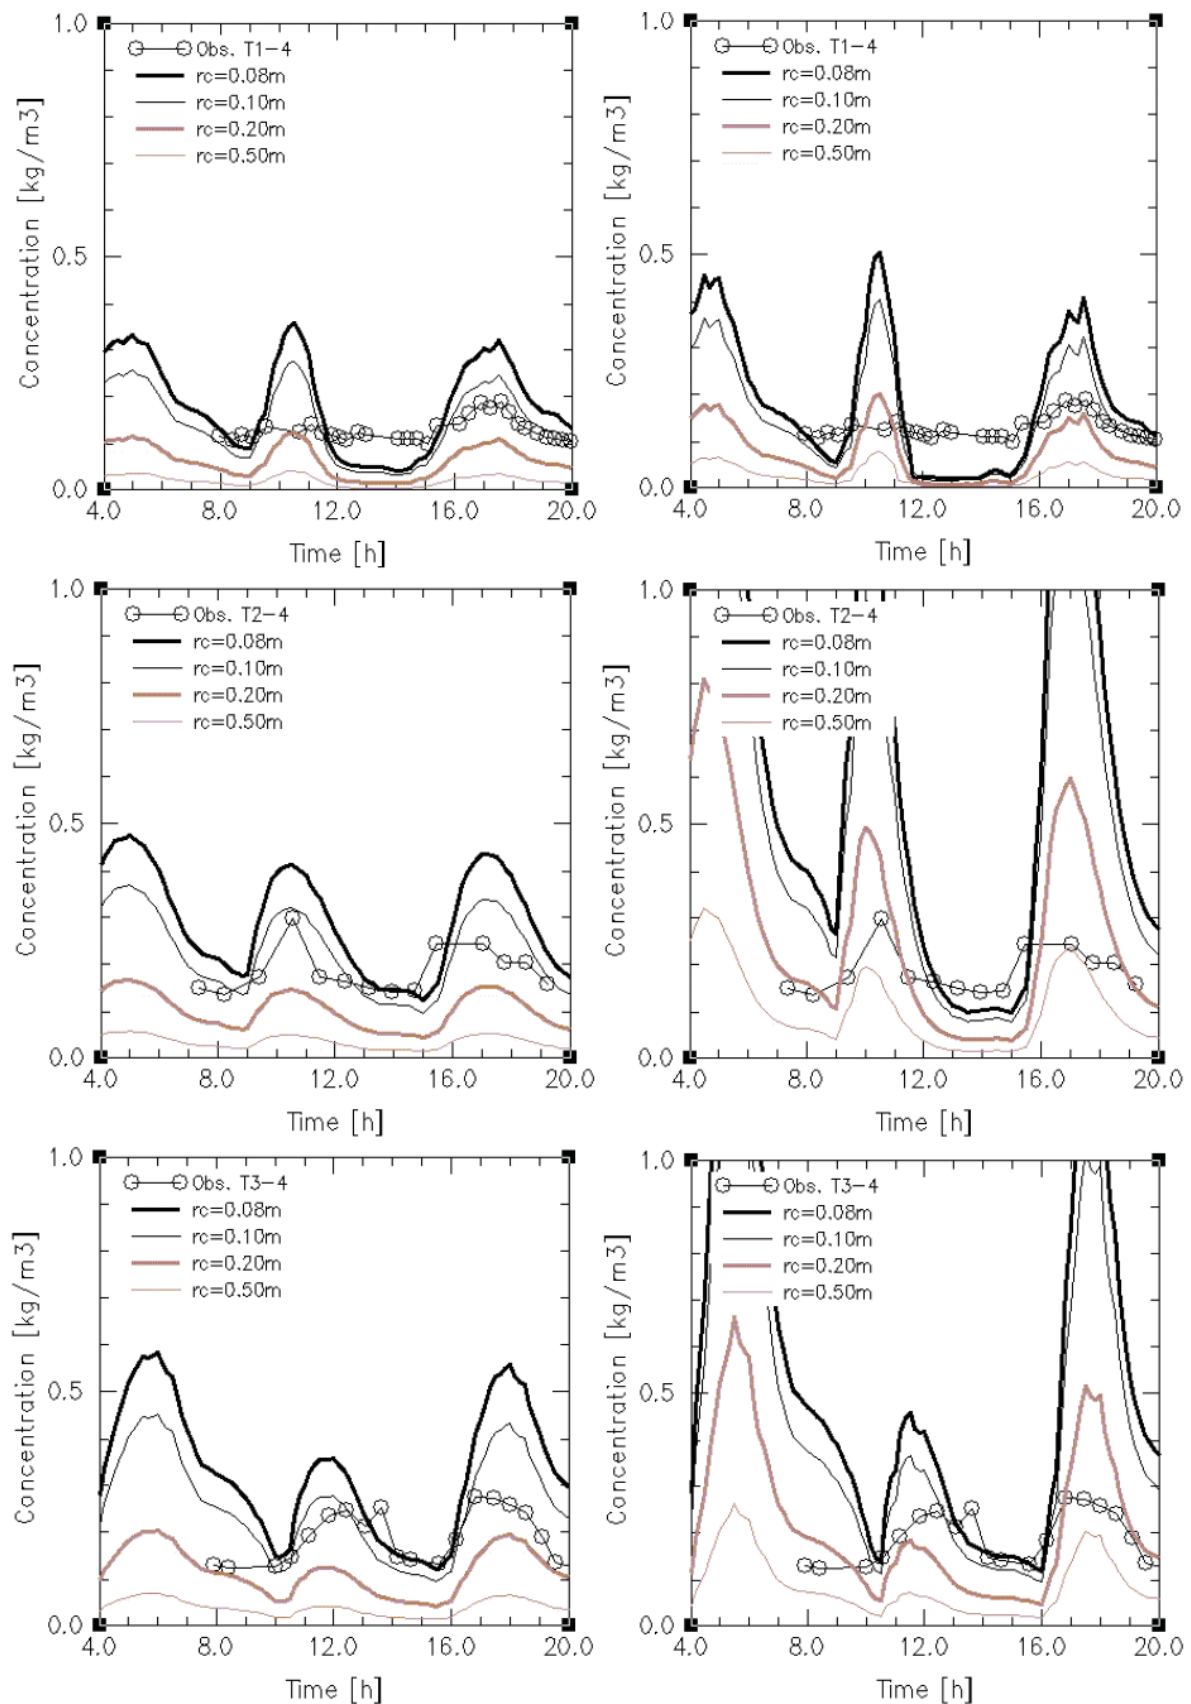 1.0
Obs. T1-4
rc=0.08m
rc=0.10m
rc=0.20m
rc=0.50m
0.5
0.0
4.0 8.0 12.0 16.0 20.0
Time [h]
Concentration [kg/m3]
1.0
Obs. T1-4
rc=0.08m
rc=0.10m
rc=0.20m
rc=0.50m
0.5
0.0
4.0 8.0 12.0 16.0 20.0
Time [h]
Concentration [kg/m3]
1.0
Obs. T2-4
rc=0.08m
rc=0.10m
rc=0.20m
rc=0.50m
0.5
0.0
4.0 8.0 12.0 16.0 20.0
Time [h]
Concentration [kg/m3]
1.0
Obs. T2-4
rc=0.08m
rc=0.10m
rc=0.20m
rc=0.50m
0.5
0.0
4.0 8.0 12.0 16.0 20.0
Time [h]
Concentration [kg/m3]
1.0
Obs. T3-4
rc=0.08m
rc=0.10m
rc=0.20m
rc=0.50m
0.5
0.0
4.0 8.0 12.0 16.0 20.0
Time [h]
Concentration [kg/m3]
1.0
Obs. T3-4
rc=0.08m
rc=0.10m
rc=0.20m
rc=0.50m
0.5
0.0
4.0 8.0 12.0 16.0 20.0
Time [h]
Concentration [kg/m3]